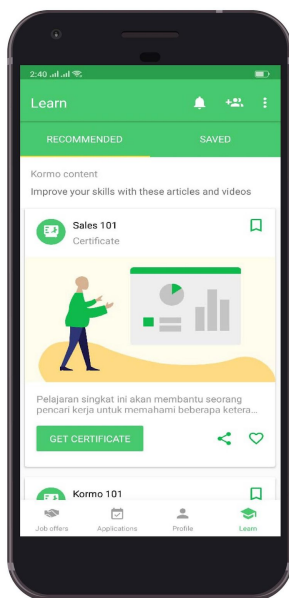 2:40
Learn
RECOMMENDED
SAVED
Kormo content
Improve your skills with these articles and videos
Sales 101
Certificate
Pelajaran singkat ini akan membantu seorang
pencari kerja untuk memahami beberapa ketera...
GET CERTIFICATE
Kormo 101
Job offers
Applications
Profile
Learn